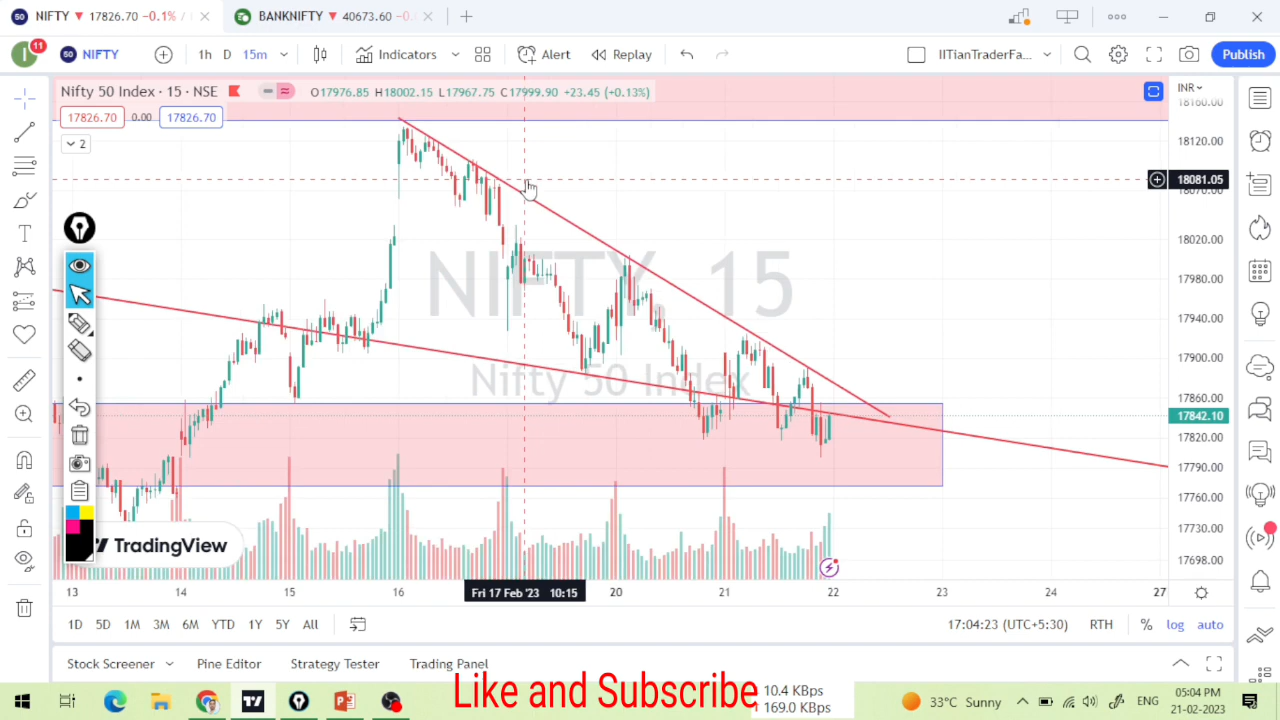 NIFTY ▼ 17826.70 −0.1% /
BANKNIFTY ▼ 40673.60 −0.
I 11 NIFTY 1h D 15m Indicators Alert Replay IITianTraderFa... Publish
Nifty 50 Index · 15 · NSE O17976.85 H18002.15 L17967.75 C17999.90 +23.45 (+0.13%) INR
17826.70 0.00 17826.70
2
18160.00
18120.00
18081.05
18070.00
18020.00
17980.00
17940.00
17900.00
17860.00
17842.10
17820.00
17790.00
17760.00
17730.00
17698.00
NIFTY, 15
Nifty 50 Index
TradingView
13 14 15 16 Fri 17 Feb '23 10:15 20 21 22 23 24 27
1D 5D 1M 3M 6M YTD 1Y 5Y All 17:04:23 (UTC+5:30) RTH % log auto
Stock Screener Pine Editor Strategy Tester Trading Panel
Like and Subscribe
10.4 KBps
169.0 KBps
33°C Sunny ENG
05:04 PM
21-02-2023